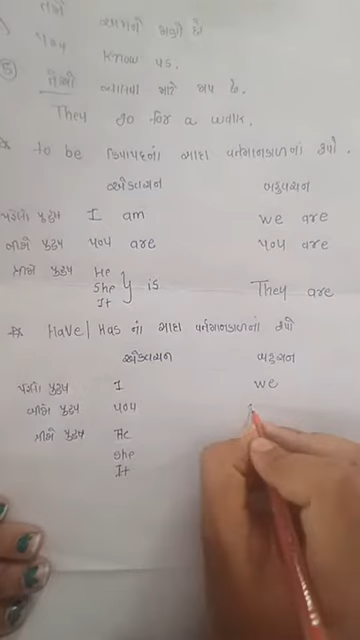 તમે
આપણને જાણો છો
you know us.
⑤ તેઓ ચાલવા માટે જાય છે.
They go for a walk.
* to be ક્રિયાપદનાં સાદા વર્તમાનકાળનાં રૂપો.
એકવચન બહુવચન
પહેલો પુરુષ I am we are
બીજો પુરુષ you are you are
ત્રીજો પુરુષ He
She } is They are
It
* Have/Has નાં સાદા વર્તમાનકાળનાં રૂપો
એકવચન બહુવચન
પહેલો પુરુષ I we
બીજો પુરુષ you
ત્રીજો પુરુષ He
She
It